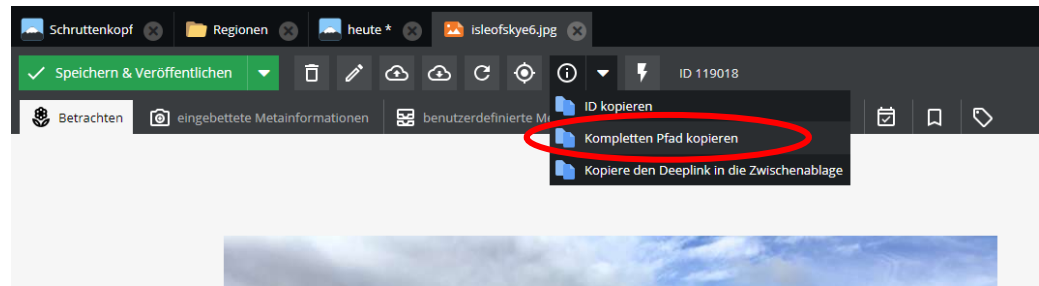 Schruttenkopf
Regionen
heute *
isleofskye6.jpg
Speichern & Veröffentlichen
ID 119018
Betrachten
eingebettete Metainformationen
benutzerdefinierte
ID kopieren
Kompletten Pfad kopieren
Kopiere den Deeplink in die Zwischenablage